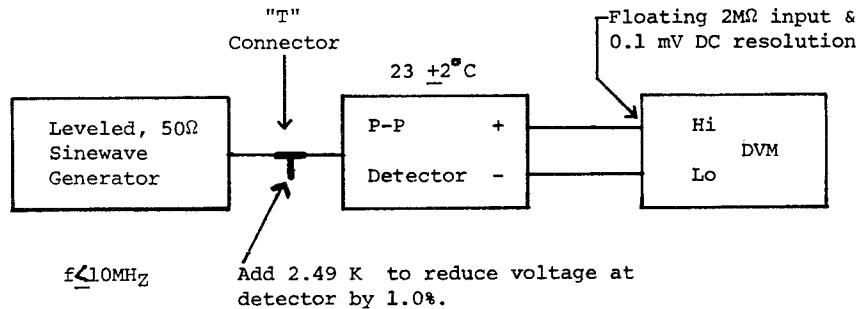 "T"
Connector
Floating 2MΩ input &
0.1 mV DC resolution
23 ±2°C
Leveled, 50Ω
Sinewave
Generator
P-P +
Detector -
Hi
DVM
Lo
f≤10MHZ
Add 2.49 K to reduce voltage at
detector by 1.0%.